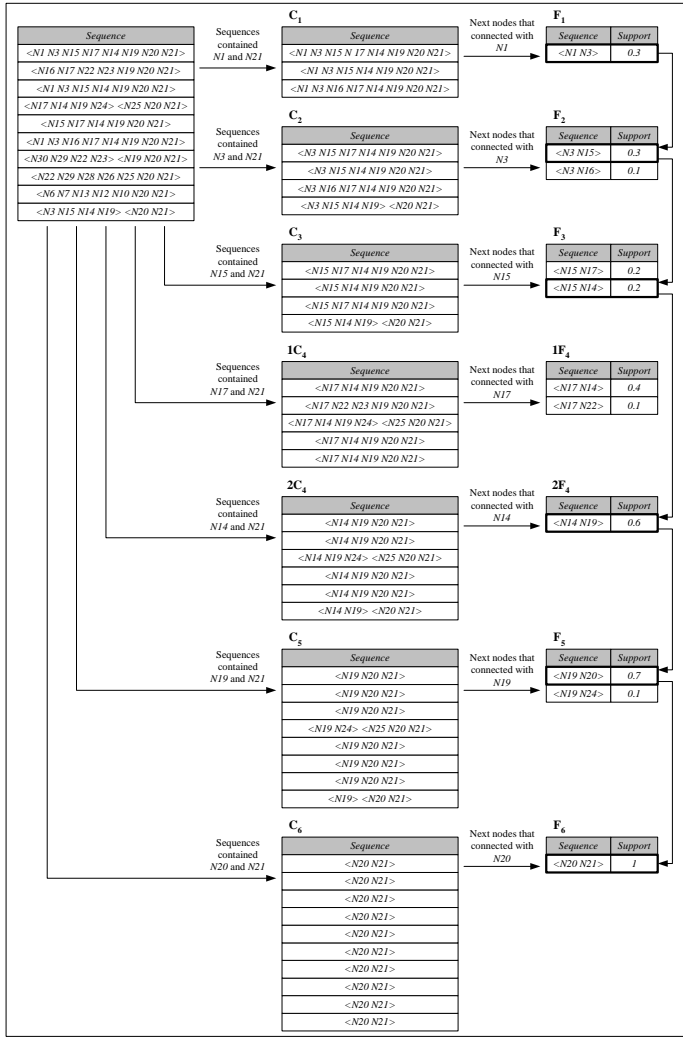 Sequence
<N1 N3 N15 N17 N14 N19 N20 N21>
<N16 N17 N22 N23 N19 N20 N21>
<N1 N3 N15 N14 N19 N20 N21>
<N17 N14 N19 N24> <N25 N20 N21>
<N15 N17 N14 N19 N20 N21>
<N1 N3 N16 N17 N14 N19 N20 N21>
<N30 N29 N22 N23> <N19 N20 N21>
<N22 N29 N28 N26 N25 N20 N21>
<N6 N7 N13 N12 N10 N20 N21>
<N3 N15 N14 N19> <N20 N21>
Sequences
contained
N1 and N21
C1
Sequence
<N1 N3 N15 N 17 N14 N19 N20 N21>
<N1 N3 N15 N14 N19 N20 N21>
<N1 N3 N16 N17 N14 N19 N20 N21>
Next nodes that
connected with
N1
F1
Sequence Support
<N1 N3> 0.3
Sequences
contained
N3 and N21
C2
Sequence
<N3 N15 N17 N14 N19 N20 N21>
<N3 N15 N14 N19 N20 N21>
<N3 N16 N17 N14 N19 N20 N21>
<N3 N15 N14 N19> <N20 N21>
Next nodes that
connected with
N3
F2
Sequence Support
<N3 N15> 0.3
<N3 N16> 0.1
Sequences
contained
N15 and N21
C3
Sequence
<N15 N17 N14 N19 N20 N21>
<N15 N14 N19 N20 N21>
<N15 N17 N14 N19 N20 N21>
<N15 N14 N19> <N20 N21>
Next nodes that
connected with
N15
F3
Sequence Support
<N15 N17> 0.2
<N15 N14> 0.2
Sequences
contained
N17 and N21
1C4
Sequence
<N17 N14 N19 N20 N21>
<N17 N22 N23 N19 N20 N21>
<N17 N14 N19 N24> <N25 N20 N21>
<N17 N14 N19 N20 N21>
<N17 N14 N19 N20 N21>
Next nodes that
connected with
N17
1F4
Sequence Support
<N17 N14> 0.4
<N17 N22> 0.1
Sequences
contained
N14 and N21
2C4
Sequence
<N14 N19 N20 N21>
<N14 N19 N20 N21>
<N14 N19 N24> <N25 N20 N21>
<N14 N19 N20 N21>
<N14 N19 N20 N21>
<N14 N19> <N20 N21>
Next nodes that
connected with
N14
2F4
Sequence Support
<N14 N19> 0.6
Sequences
contained
N19 and N21
C5
Sequence
<N19 N20 N21>
<N19 N20 N21>
<N19 N20 N21>
<N19 N24> <N25 N20 N21>
<N19 N20 N21>
<N19 N20 N21>
<N19 N20 N21>
<N19> <N20 N21>
Next nodes that
connected with
N19
F5
Sequence Support
<N19 N20> 0.7
<N19 N24> 0.1
Sequences
contained
N20 and N21
C6
Sequence
<N20 N21>
<N20 N21>
<N20 N21>
<N20 N21>
<N20 N21>
<N20 N21>
<N20 N21>
<N20 N21>
<N20 N21>
<N20 N21>
Next nodes that
connected with
N20
F6
Sequence Support
<N20 N21> 1